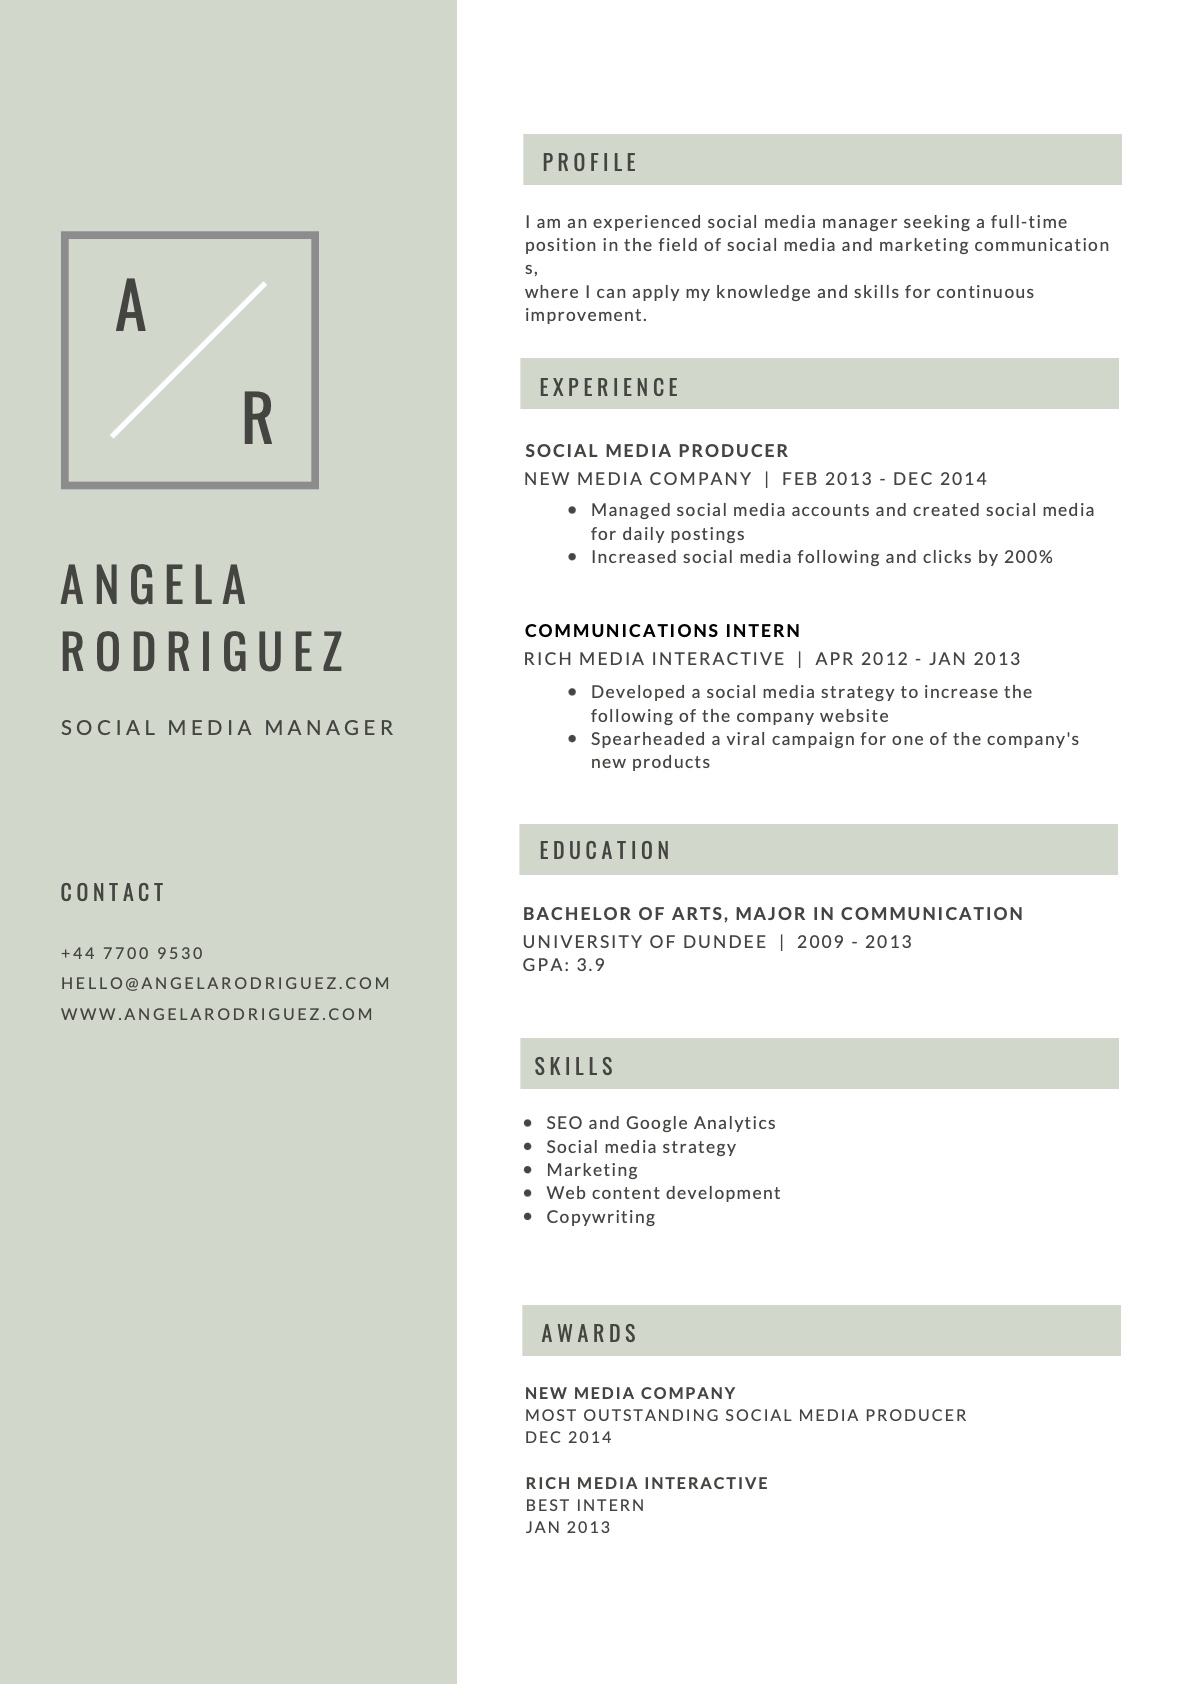 A
R
ANGELA
RODRIGUEZ
SOCIAL MEDIA MANAGER
CONTACT
+44 7700 9530
HELLO@ANGELARODRIGUEZ.COM
WWW.ANGELARODRIGUEZ.COM
PROFILE
I am an experienced social media manager seeking a full-time
position in the field of social media and marketing communication
s,
where I can apply my knowledge and skills for continuous
improvement.
EXPERIENCE
SOCIAL MEDIA PRODUCER
NEW MEDIA COMPANY | FEB 2013 - DEC 2014
• Managed social media accounts and created social media
for daily postings
• Increased social media following and clicks by 200%
COMMUNICATIONS INTERN
RICH MEDIA INTERACTIVE | APR 2012 - JAN 2013
• Developed a social media strategy to increase the
following of the company website
• Spearheaded a viral campaign for one of the company's
new products
EDUCATION
BACHELOR OF ARTS, MAJOR IN COMMUNICATION
UNIVERSITY OF DUNDEE | 2009 - 2013
GPA: 3.9
SKILLS
• SEO and Google Analytics
• Social media strategy
• Marketing
• Web content development
• Copywriting
AWARDS
NEW MEDIA COMPANY
MOST OUTSTANDING SOCIAL MEDIA PRODUCER
DEC 2014
RICH MEDIA INTERACTIVE
BEST INTERN
JAN 2013